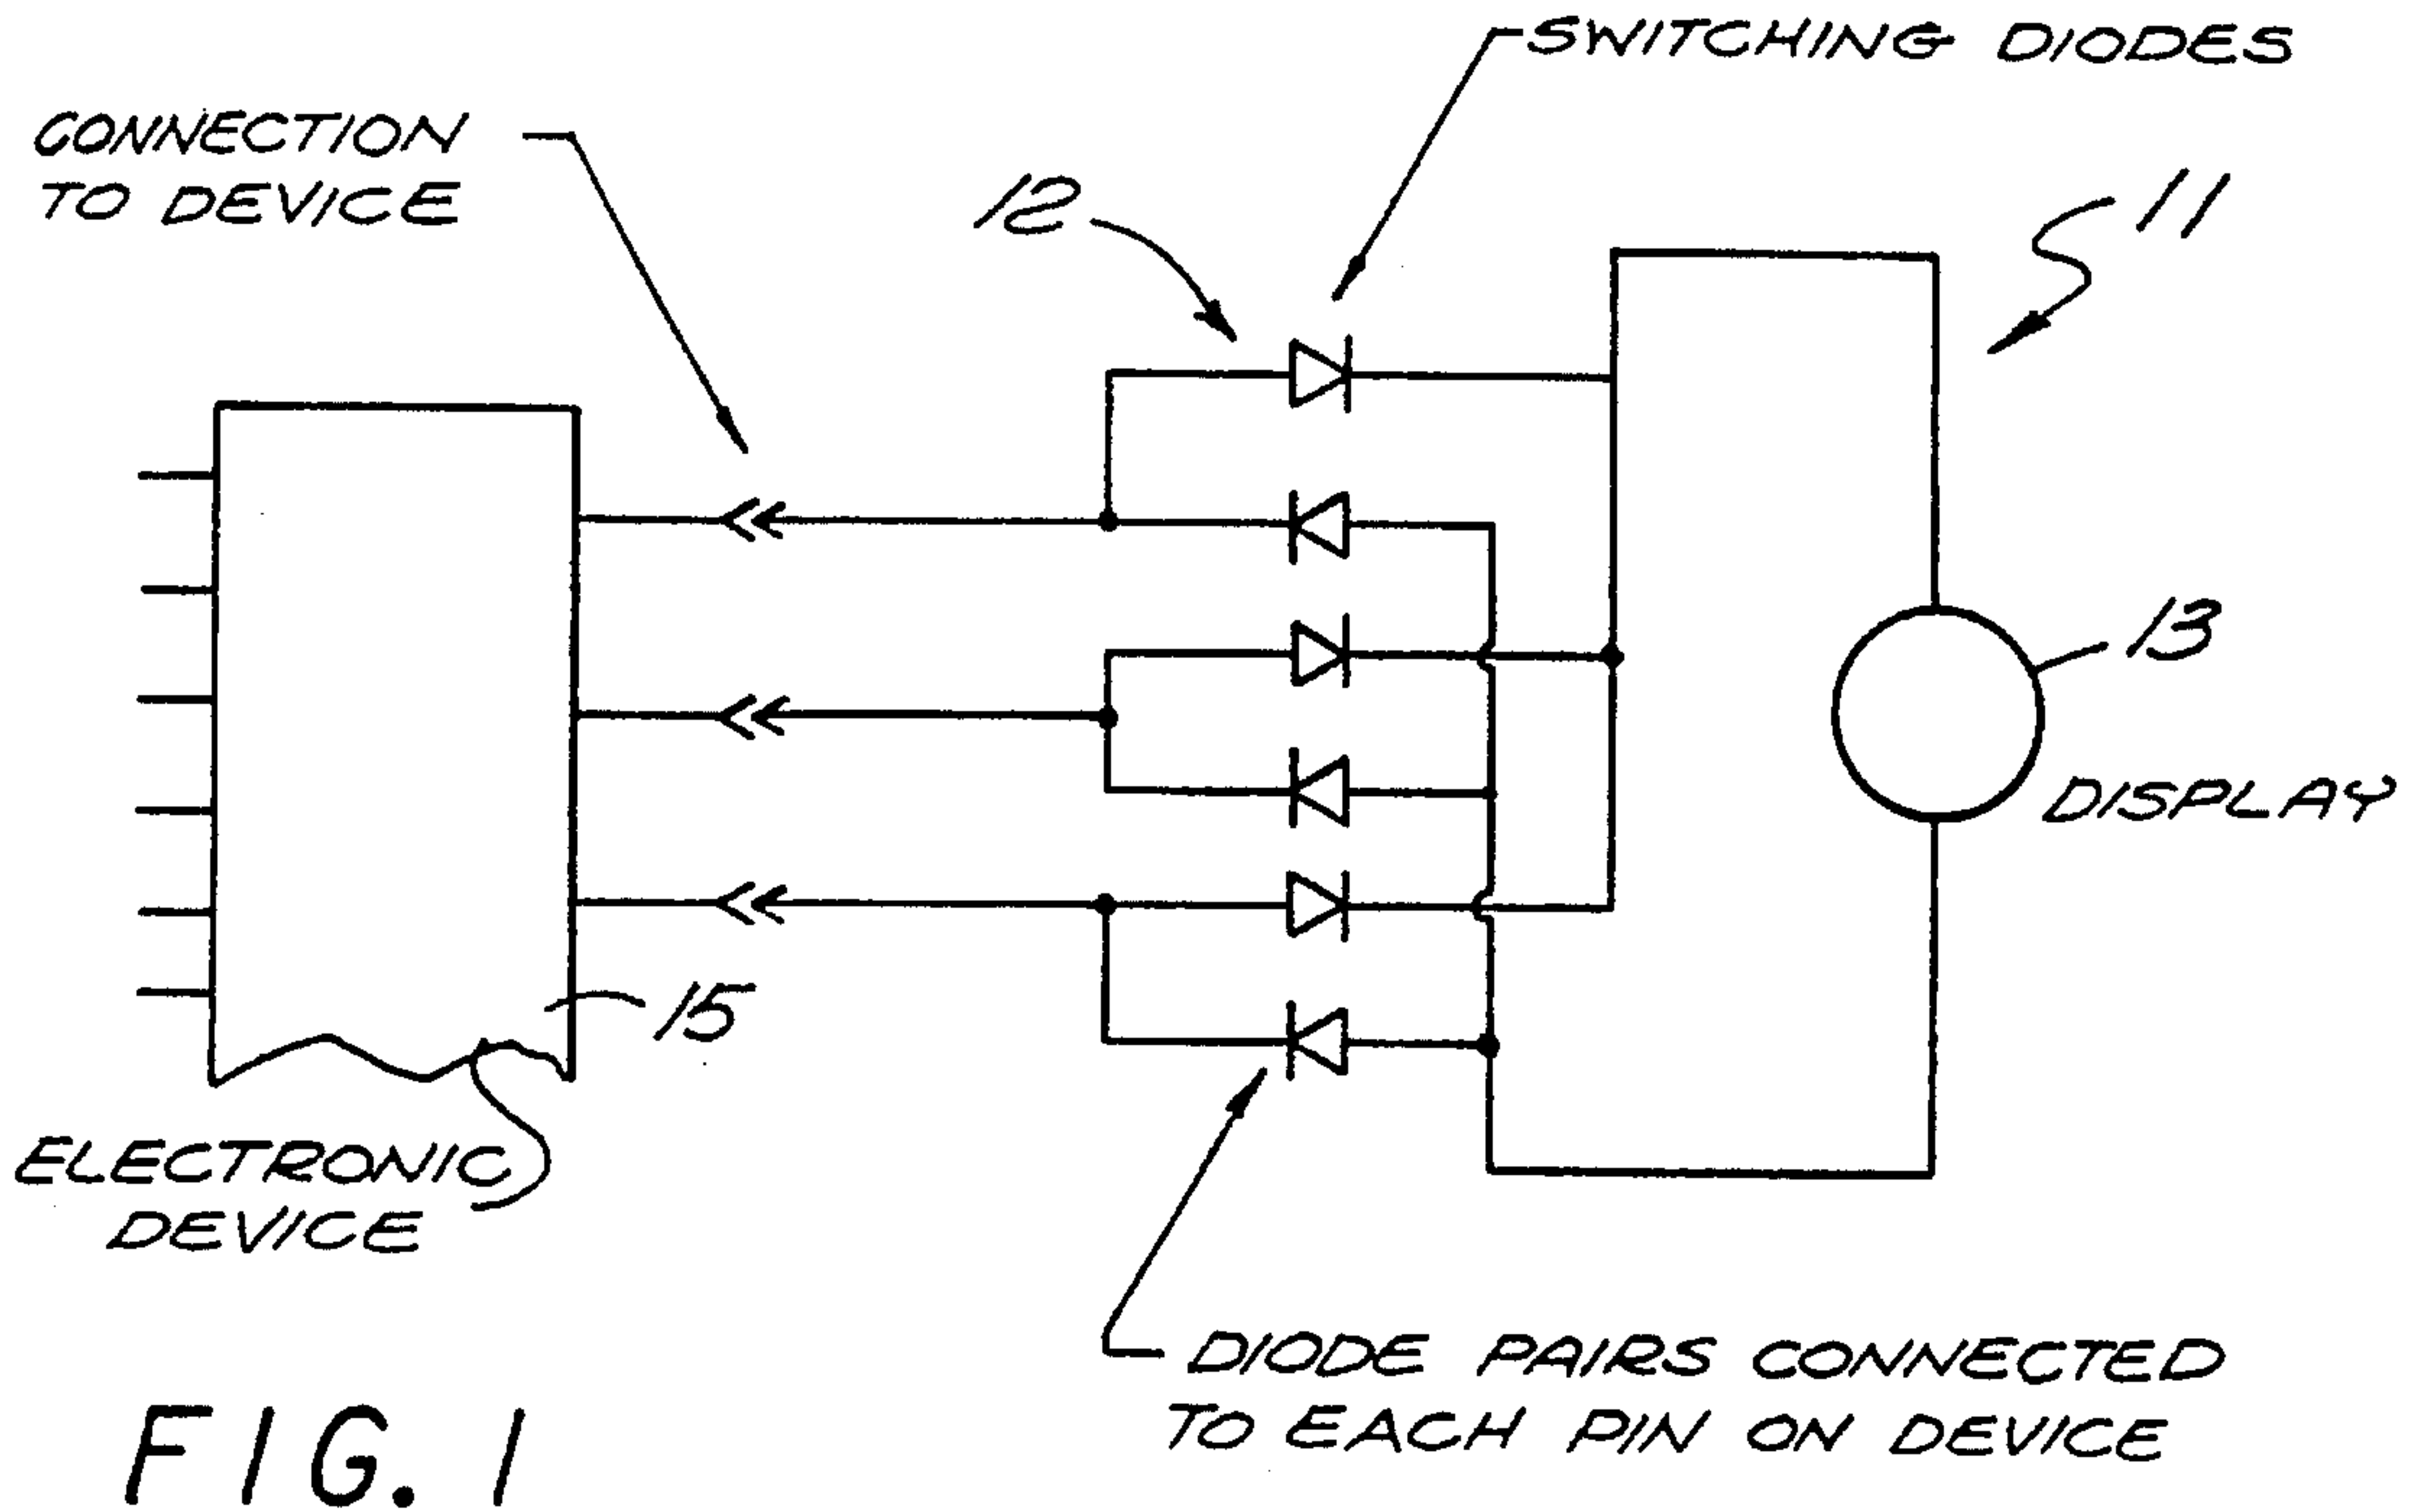 SWITCHING DIODES
CONNECTION
TO DEVICE
12
11
13
DISPLAY
15
ELECTRONIC
DEVICE
DIODE PAIRS CONNECTED
TO EACH PIN ON DEVICE
FIG. 1